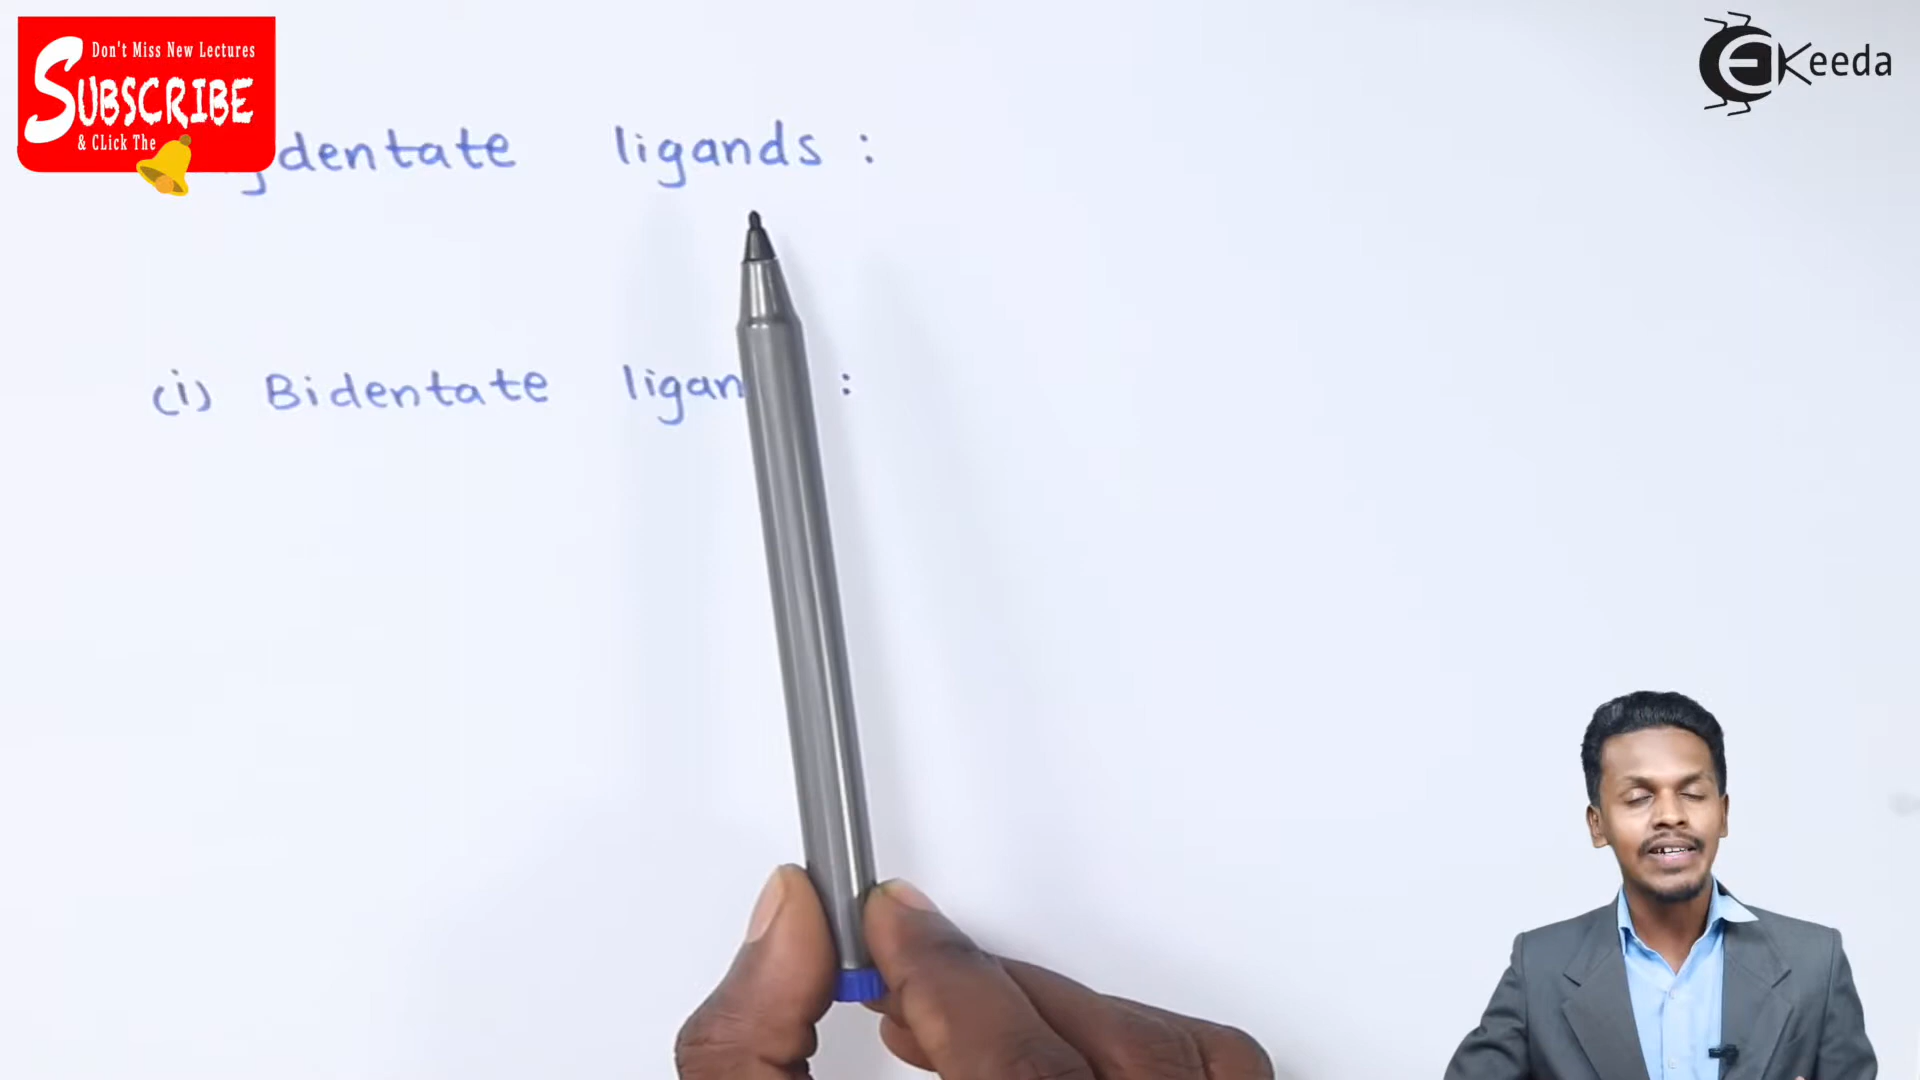 Don't Miss New Lectures
SUBSCRIBE
& CLick The
Keeda
dentate ligands :
(i) Bidentate ligan :